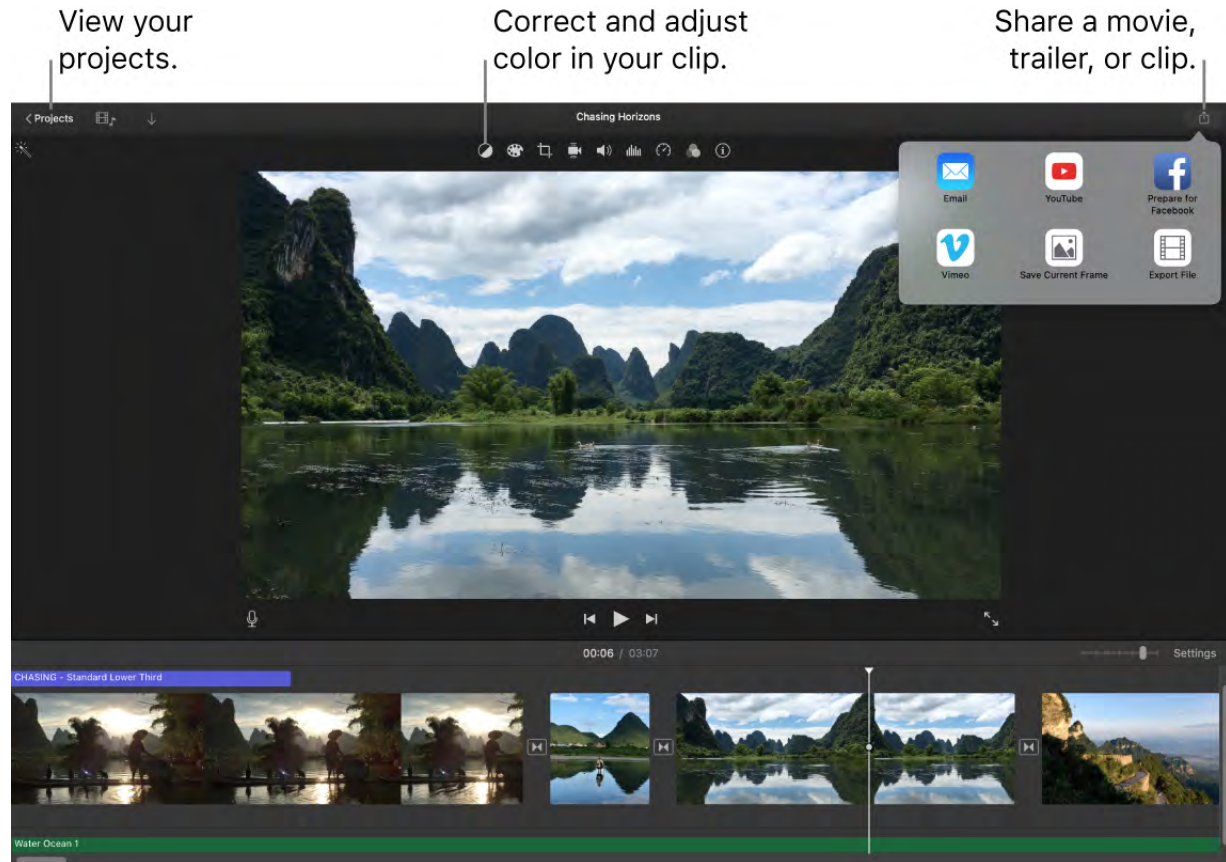 View your
projects.
Correct and adjust
color in your clip.
Share a movie,
trailer, or clip.
Projects
Chasing Horizons
Email
YouTube
Prepare for
Facebook
Vimeo
Save Current Frame
Export File
00:06 / 03:07
Settings
CHASING - Standard Lower Third
Water Ocean 1